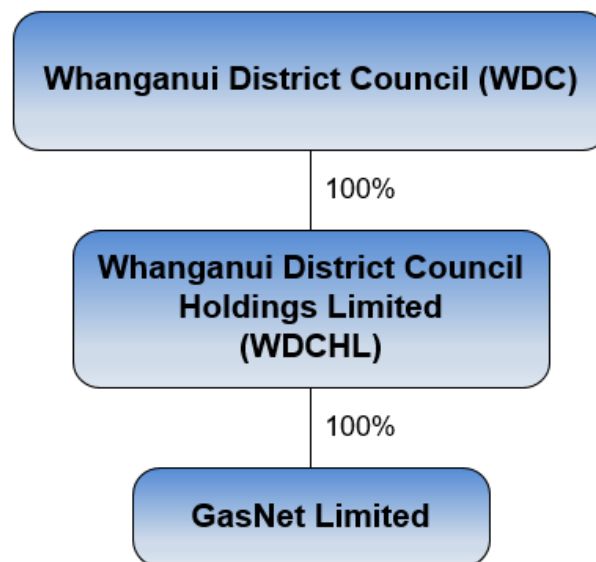 Whanganui District Council (WDC)
100%
Whanganui District Council
Holdings Limited
(WDCHL)
100%
GasNet Limited